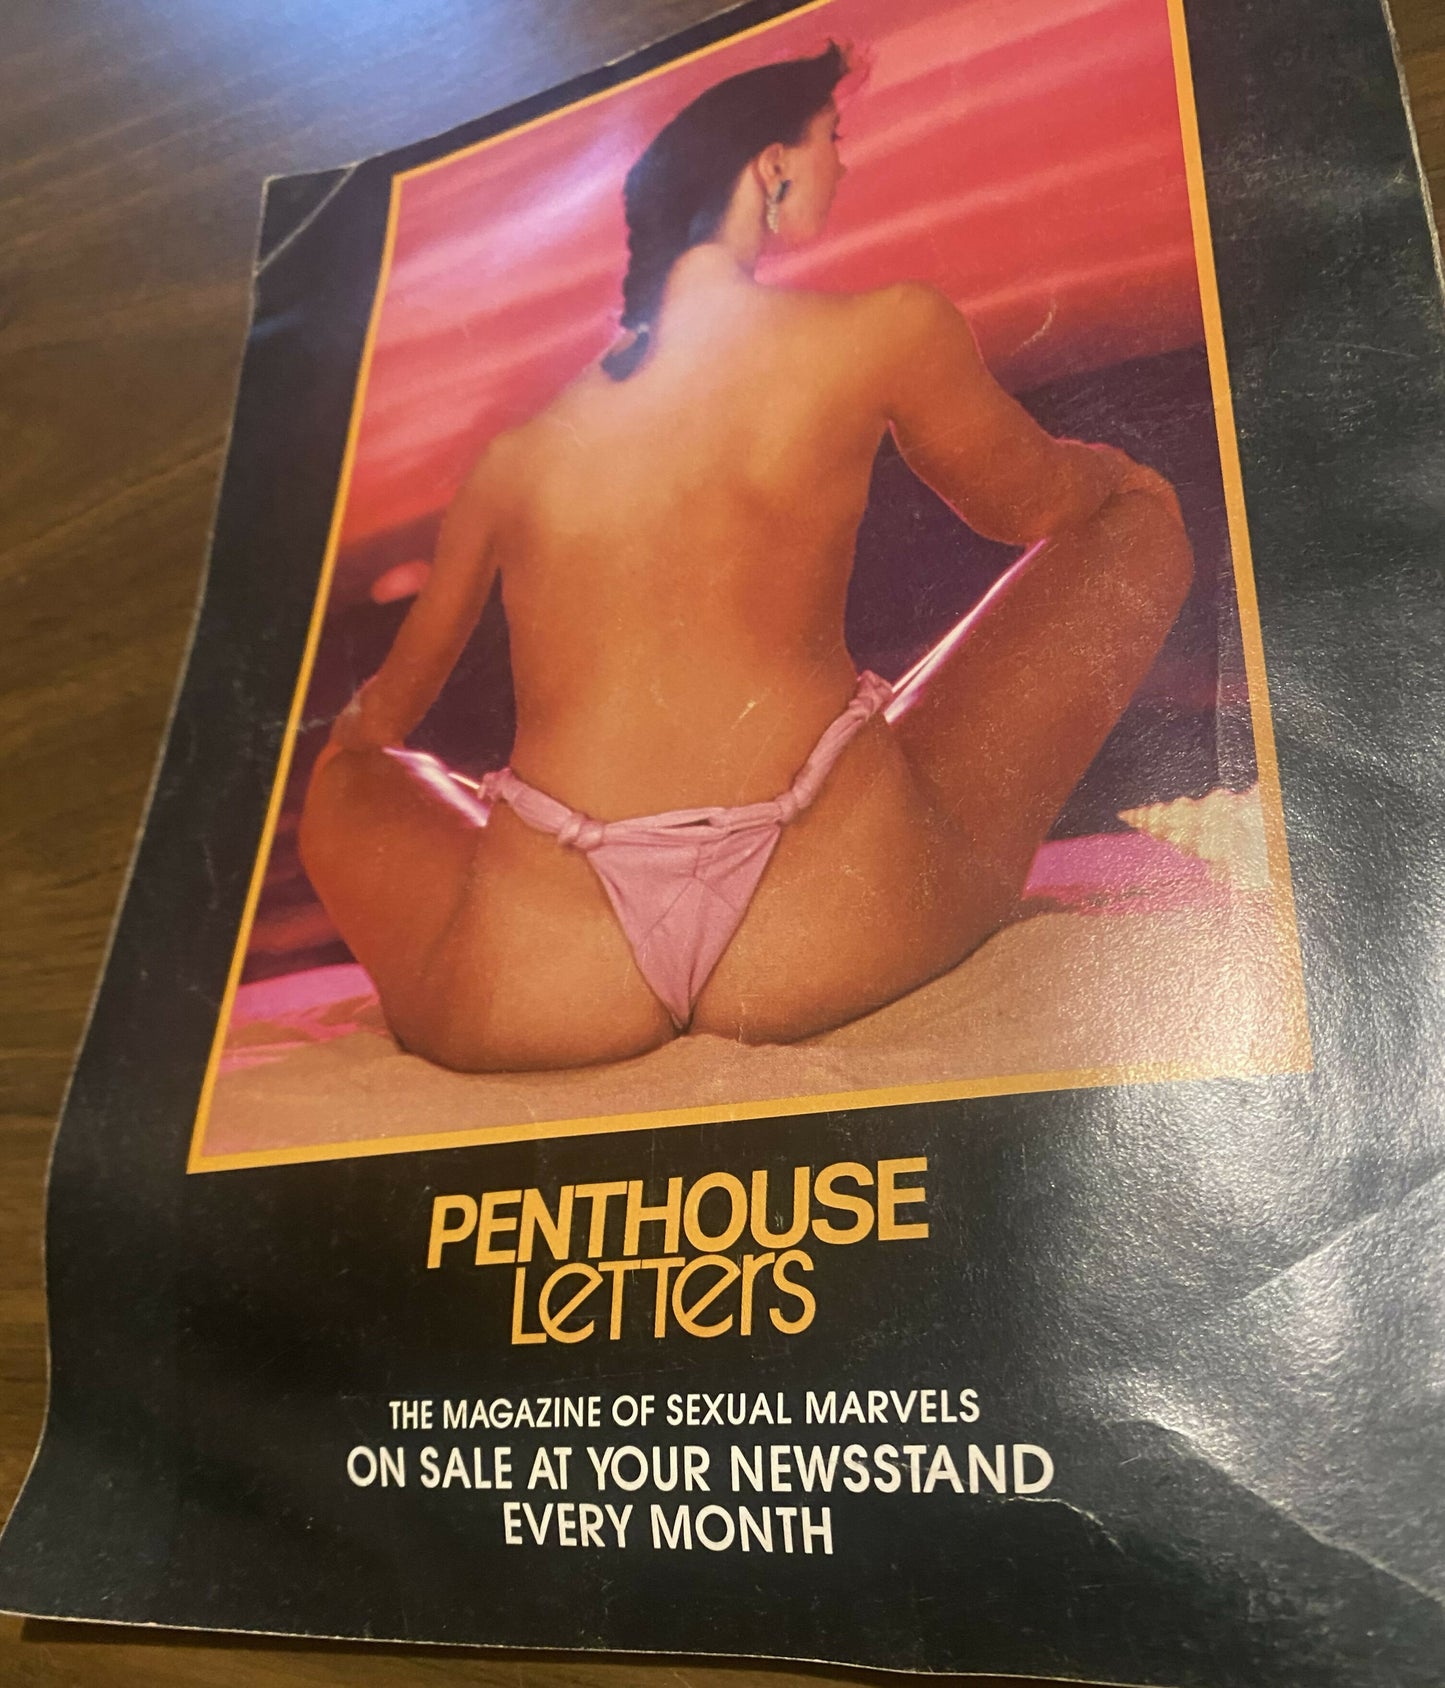 PENTHOUSE
LETTERS
THE MAGAZINE OF SEXUAL MARVELS
ON SALE AT YOUR NEWSSTAND
EVERY MONTH